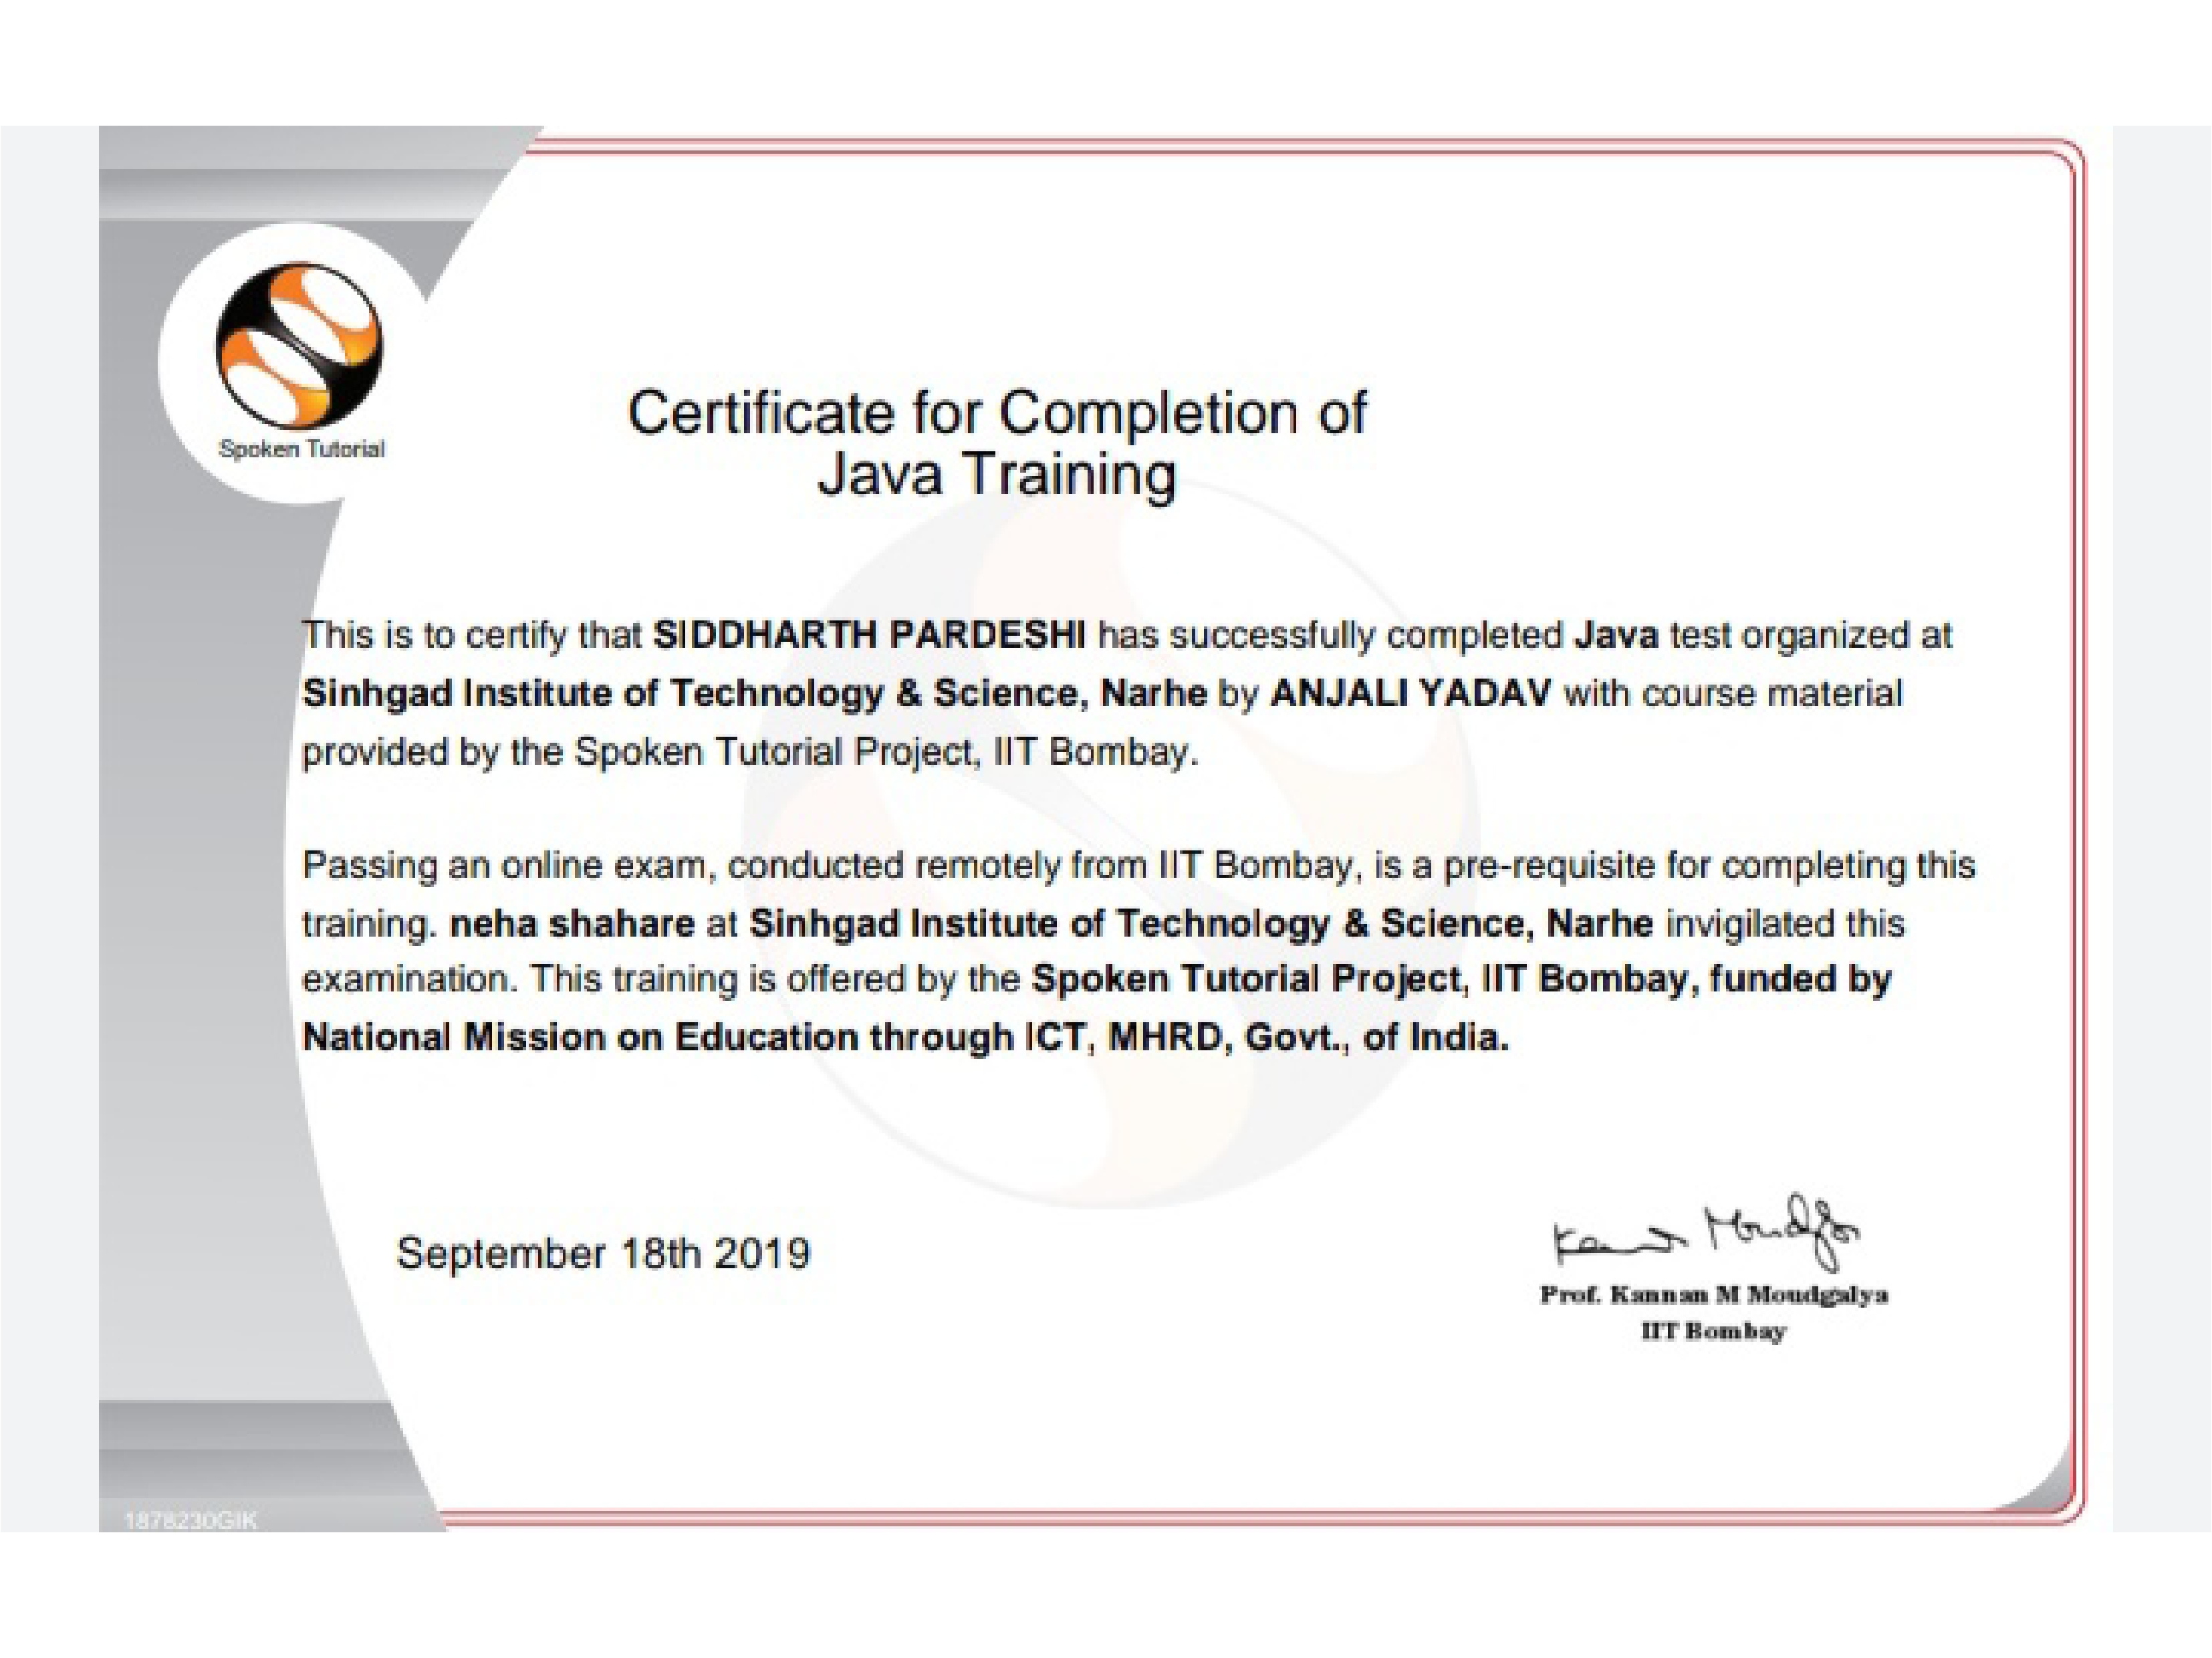 Spoken Tutorial
Certificate for Completion of
Java Training
This is to certify that SIDDHARTH PARDESHI has successfully completed Java test organized at
Sinhgad Institute of Technology & Science, Narhe by ANJALI YADAV with course material
provided by the Spoken Tutorial Project, IIT Bombay.
Passing an online exam, conducted remotely from IIT Bombay, is a pre-requisite for completing this
training. neha shahare at Sinhgad Institute of Technology & Science, Narhe invigilated this
examination. This training is offered by the Spoken Tutorial Project, IIT Bombay, funded by
National Mission on Education through ICT, MHRD, Govt., of India.
September 18th 2019
Prof. Kannan M Moudgalya
IIT Bombay
1878230GIK